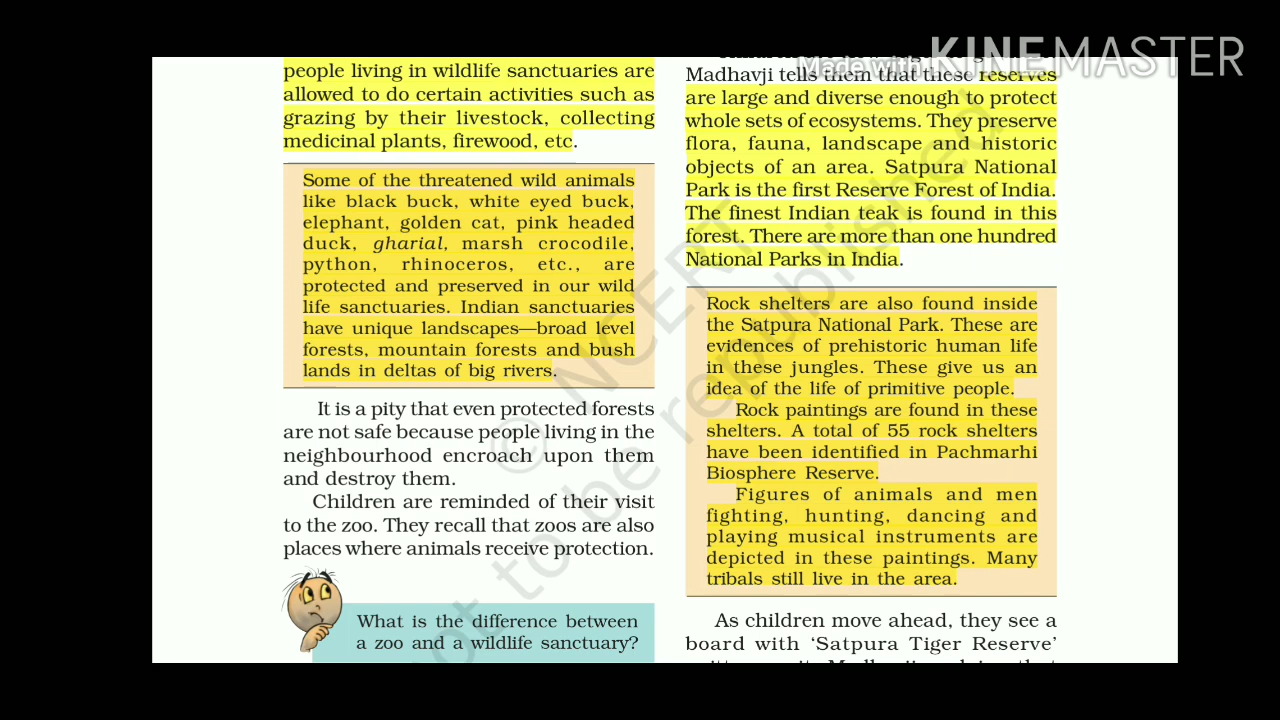 Made with KINEMASTER
people living in wildlife sanctuaries are
allowed to do certain activities such as
grazing by their livestock, collecting
medicinal plants, firewood, etc.
Some of the threatened wild animals
like black buck, white eyed buck,
elephant, golden cat, pink headed
duck, gharial, marsh crocodile,
python, rhinoceros, etc., are
protected and preserved in our wild
life sanctuaries. Indian sanctuaries
have unique landscapes—broad level
forests, mountain forests and bush
lands in deltas of big rivers.
It is a pity that even protected forests
are not safe because people living in the
neighbourhood encroach upon them
and destroy them.
Children are reminded of their visit
to the zoo. They recall that zoos are also
places where animals receive protection.
What is the difference between
a zoo and a wildlife sanctuary?
Madhavji tells them that these reserves
are large and diverse enough to protect
whole sets of ecosystems. They preserve
flora, fauna, landscape and historic
objects of an area. Satpura National
Park is the first Reserve Forest of India.
The finest Indian teak is found in this
forest. There are more than one hundred
National Parks in India.
Rock shelters are also found inside
the Satpura National Park. These are
evidences of prehistoric human life
in these jungles. These give us an
idea of the life of primitive people.
Rock paintings are found in these
shelters. A total of 55 rock shelters
have been identified in Pachmarhi
Biosphere Reserve.
Figures of animals and men
fighting, hunting, dancing and
playing musical instruments are
depicted in these paintings. Many
tribals still live in the area.
As children move ahead, they see a
board with ‘Satpura Tiger Reserve’
© NCERT
not to be republished